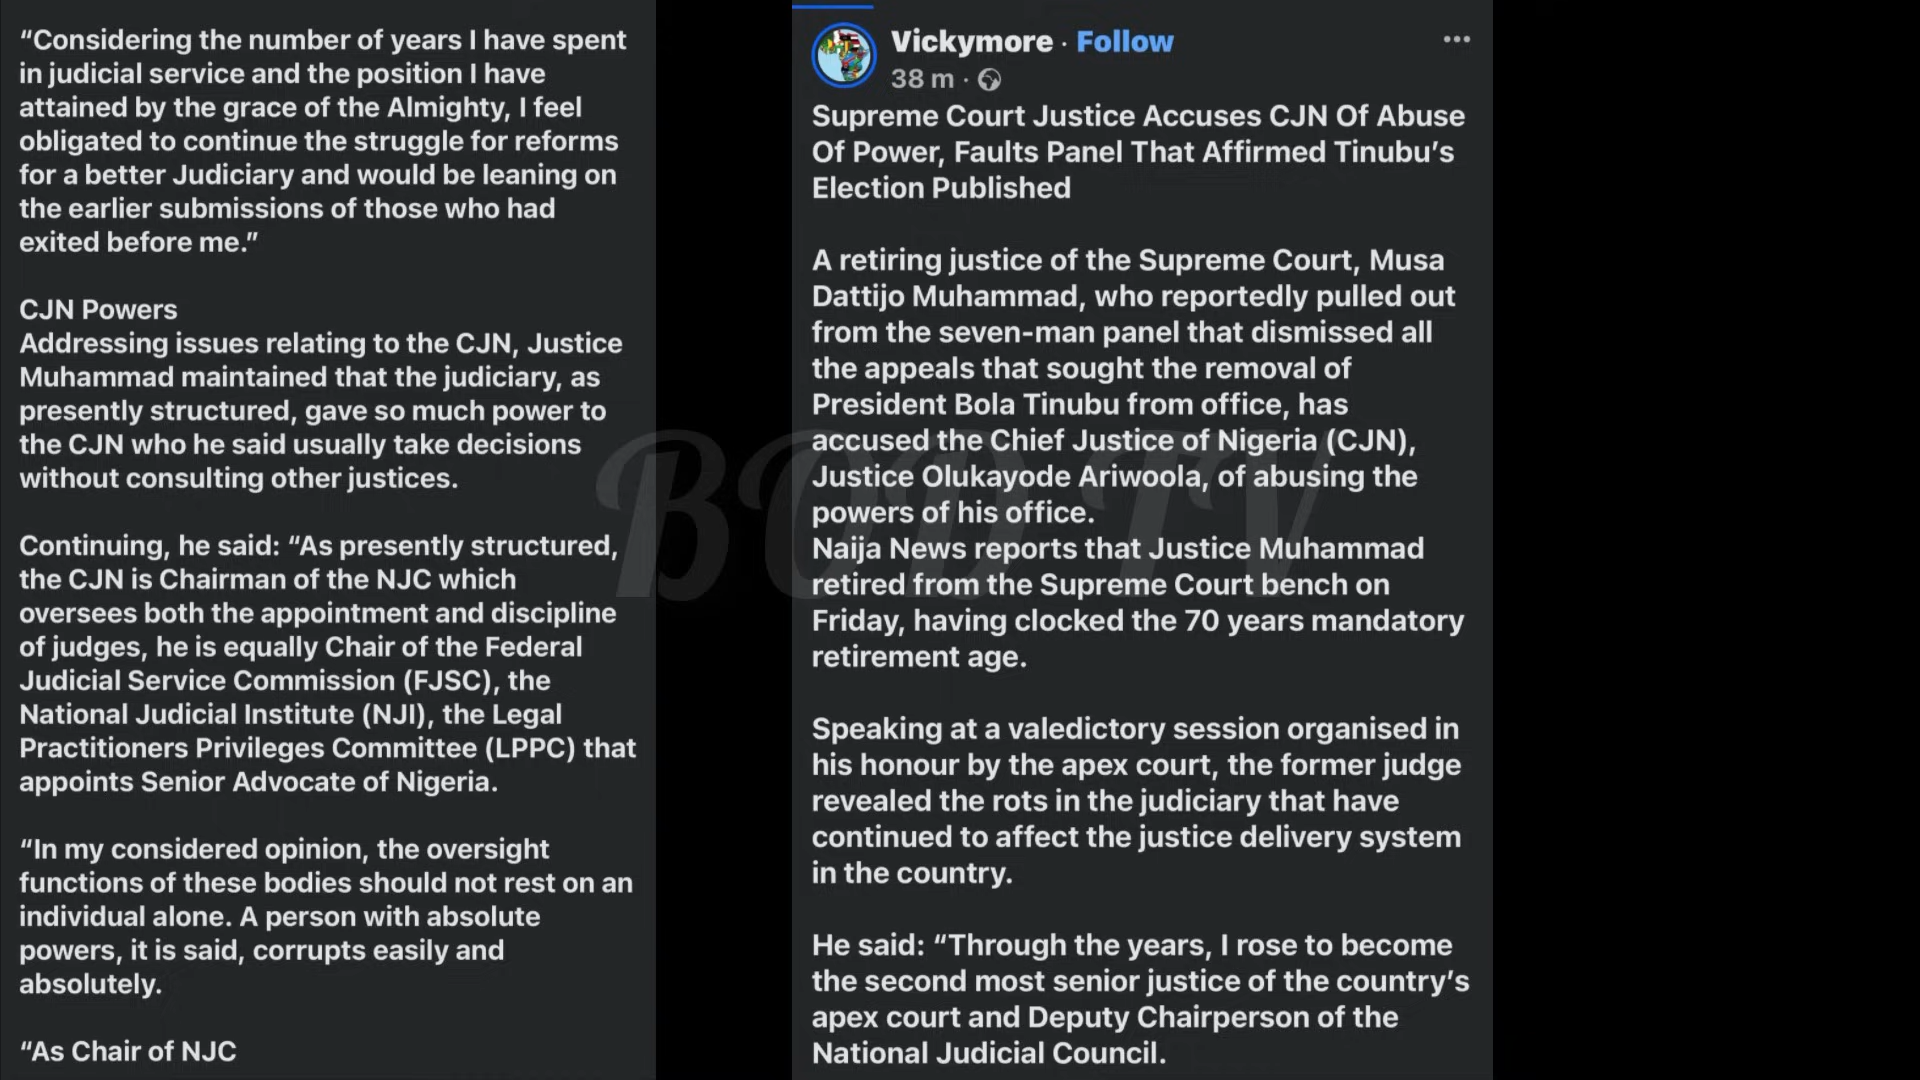 “Considering the number of years I have spent
in judicial service and the position I have
attained by the grace of the Almighty, I feel
obligated to continue the struggle for reforms
for a better Judiciary and would be leaning on
the earlier submissions of those who had
exited before me.”
CJN Powers
Addressing issues relating to the CJN, Justice
Muhammad maintained that the judiciary, as
presently structured, gave so much power to
the CJN who he said usually take decisions
without consulting other justices.
Continuing, he said: “As presently structured,
the CJN is Chairman of the NJC which
oversees both the appointment and discipline
of judges, he is equally Chair of the Federal
Judicial Service Commission (FJSC), the
National Judicial Institute (NJI), the Legal
Practitioners Privileges Committee (LPPC) that
appoints Senior Advocate of Nigeria.
“In my considered opinion, the oversight
functions of these bodies should not rest on an
individual alone. A person with absolute
powers, it is said, corrupts easily and
absolutely.
“As Chair of NJC
Vickymore · Follow
38 m ·
Supreme Court Justice Accuses CJN Of Abuse
Of Power, Faults Panel That Affirmed Tinubu’s
Election Published
A retiring justice of the Supreme Court, Musa
Dattijo Muhammad, who reportedly pulled out
from the seven-man panel that dismissed all
the appeals that sought the removal of
President Bola Tinubu from office, has
accused the Chief Justice of Nigeria (CJN),
Justice Olukayode Ariwoola, of abusing the
powers of his office.
Naija News reports that Justice Muhammad
retired from the Supreme Court bench on
Friday, having clocked the 70 years mandatory
retirement age.
Speaking at a valedictory session organised in
his honour by the apex court, the former judge
revealed the rots in the judiciary that have
continued to affect the justice delivery system
in the country.
He said: “Through the years, I rose to become
the second most senior justice of the country’s
apex court and Deputy Chairperson of the
National Judicial Council.
BOD TV